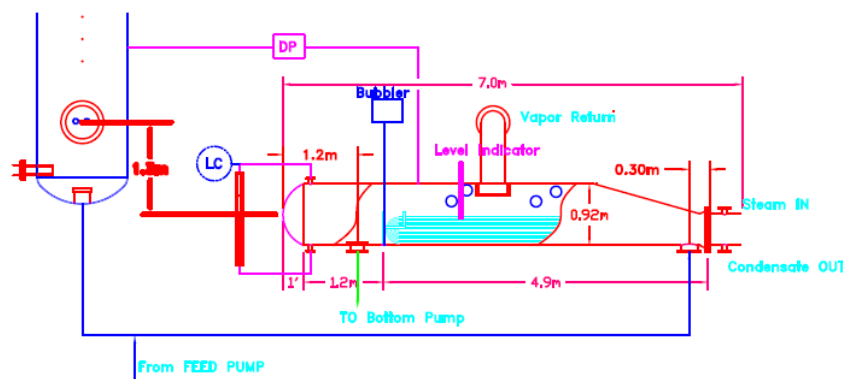 DP
7.0m
Bubbler
Vapor Return
LC
1.2m
Level Indicator
0.30m
0.92m
Steam IN
Condensate OUT
1'
1.2m
4.9m
TO Bottom Pump
From FEED PUMP